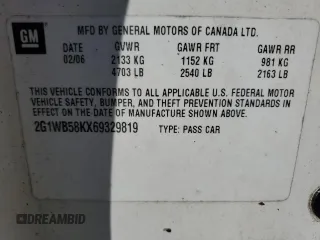 GM
MFD BY GENERAL MOTORS OF CANADA LTD.
DATE GVWR GAWR FRT GAWR RR
02/06 2133 KG 1152 KG 981 KG
4703 LB 2540 LB 2163 LB
THIS VEHICLE CONFORMS TO ALL APPLICABLE U.S. FEDERAL MOTOR
VEHICLE SAFETY, BUMPER, AND THEFT PREVENTION STANDARDS
IN EFFECT ON THE DATE OF MANUFACTURE SHOWN ABOVE.
2G1WB58KX69329819 TYPE: PASS CAR
DREAMBID